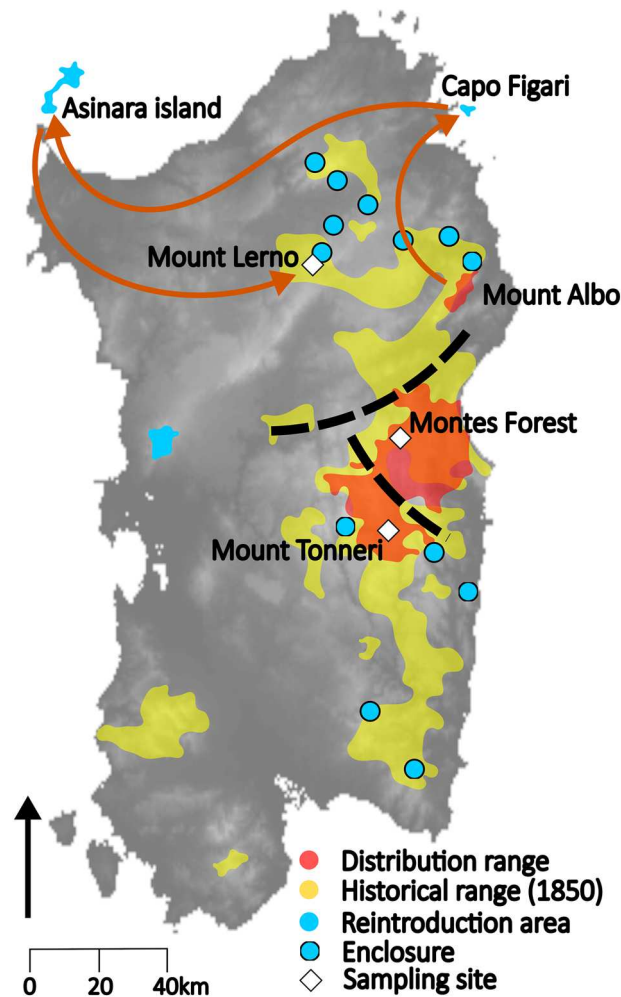 Capo Figari
Asinara island
Mount Lerno
Mount Albo
Montes Forest
Mount Tonneri
Distribution range
Historical range (1850)
Reintroduction area
Enclosure
Sampling site
0 20 40km